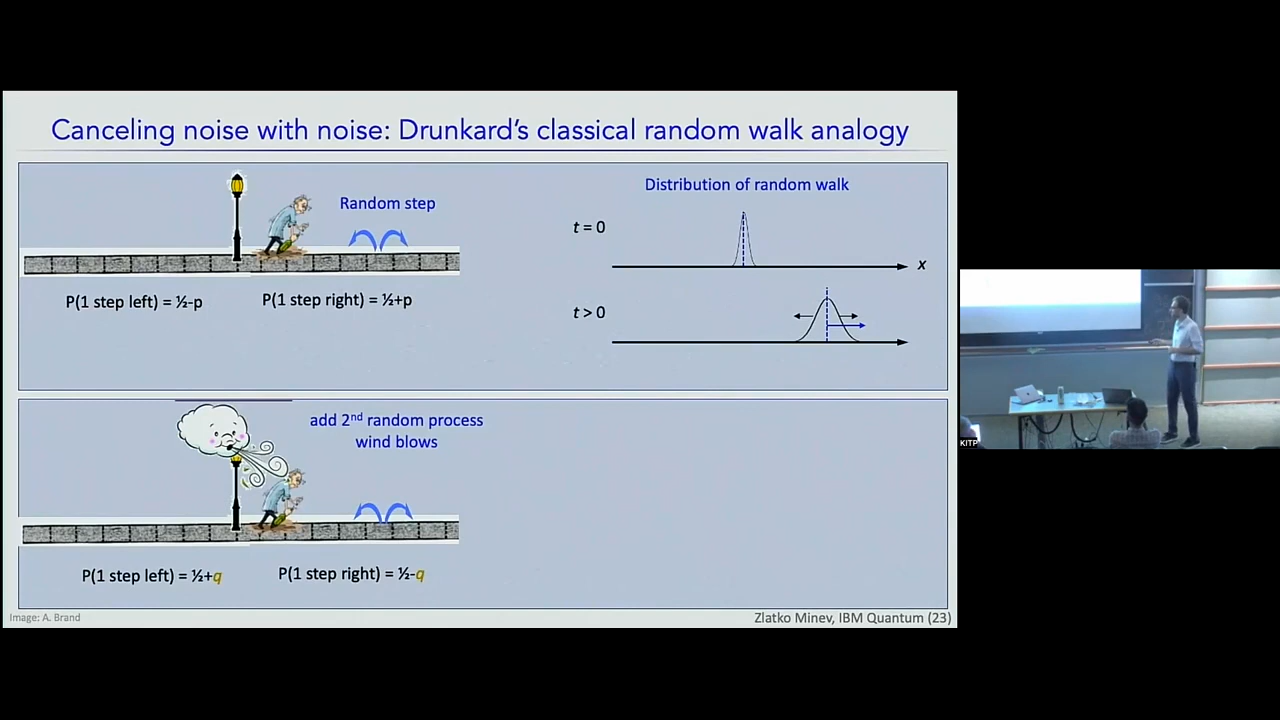 Canceling noise with noise: Drunkard's classical random walk analogy
Random step
P(1 step left) = ½-p
P(1 step right) = ½+p
Distribution of random walk
t = 0
x
t > 0
add 2nd random process
wind blows
P(1 step left) = ½+q
P(1 step right) = ½-q
Image: A. Brand
Zlatko Minev, IBM Quantum (23)
KITP